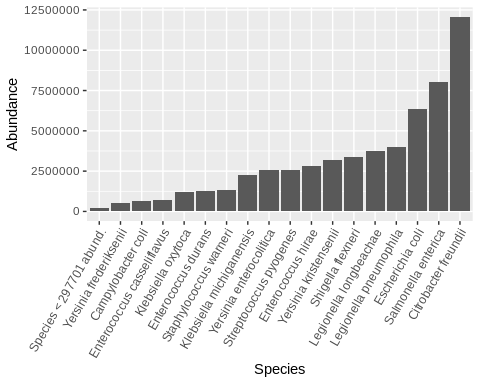 Abundance
12500000
10000000
7500000
5000000
2500000
0
Species < 297701 abund.
Yersinia frederiksenii
Campylobacter coli
Enterococcus casseliflavus
Klebsiella oxytoca
Enterococcus durans
Staphylococcus warneri
Klebsiella michiganensis
Yersinia enterocolitica
Streptococcus pyogenes
Enterococcus hirae
Yersinia kristensenii
Shigella flexneri
Legionella longbeachae
Legionella pneumophila
Escherichia coli
Salmonella enterica
Citrobacter freundii
Species